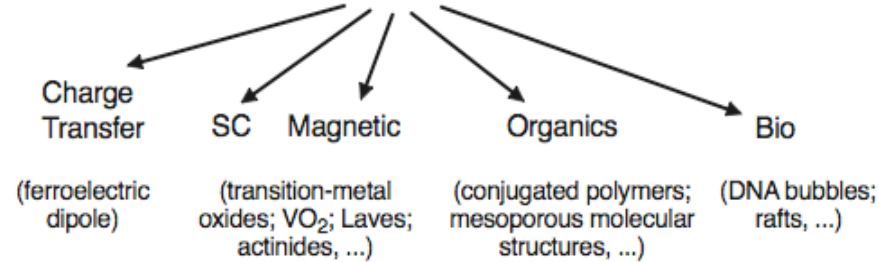 Charge
Transfer
SC
Magnetic
Organics
Bio
(ferroelectric
dipole)
(transition-metal
oxides; VO₂; Laves;
actinides, ...)
(conjugated polymers;
mesoporous molecular
structures, ...)
(DNA bubbles;
rafts, ...)